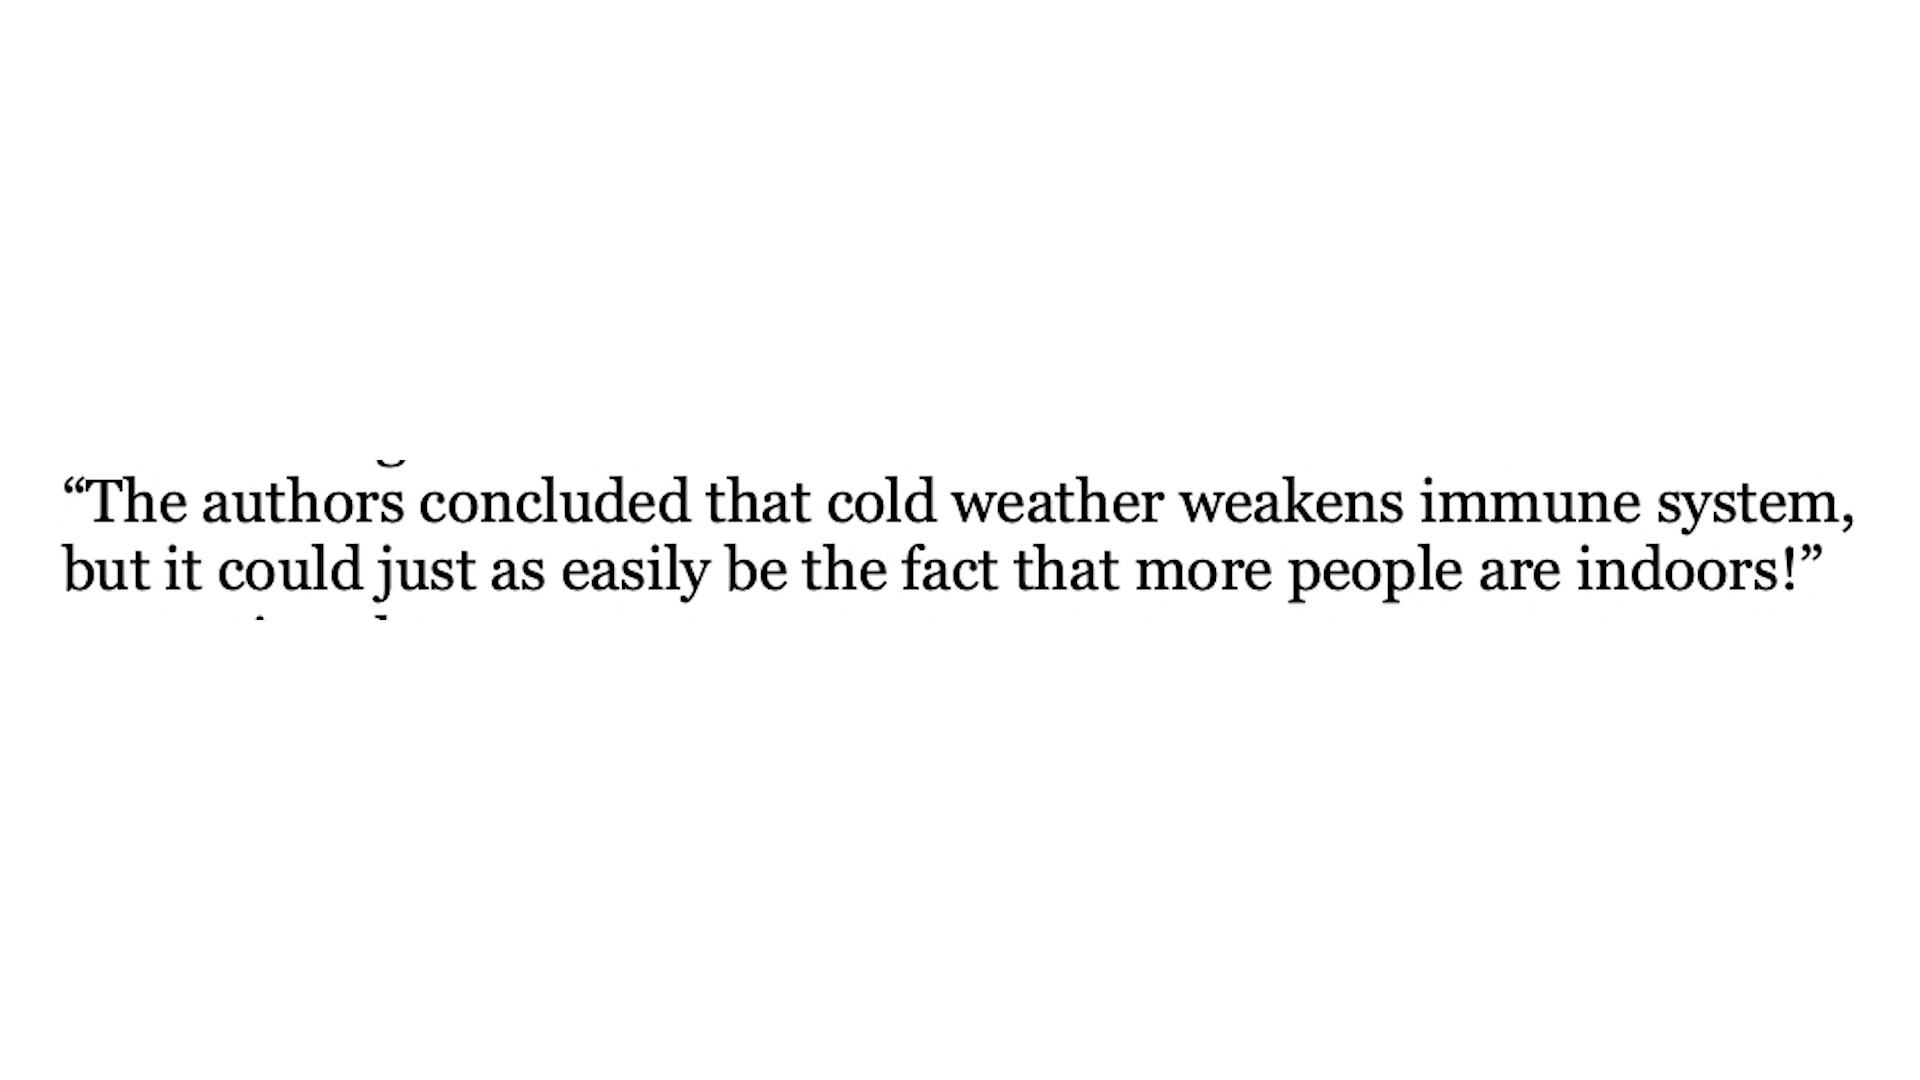 “The authors concluded that cold weather weakens immune system,
but it could just as easily be the fact that more people are indoors!”